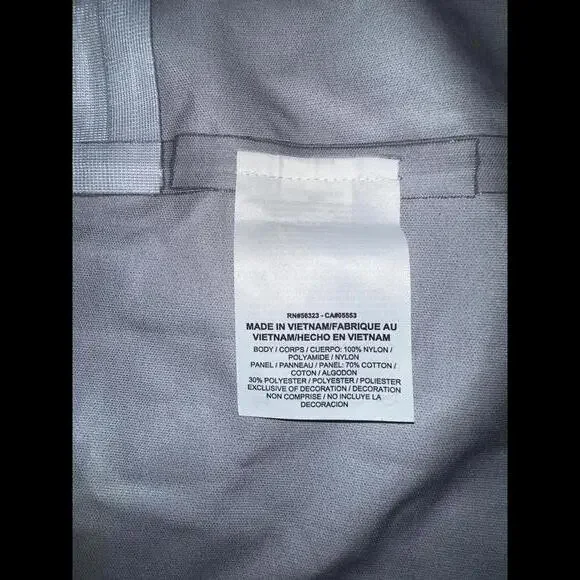 RN#56323 - CA#05553
MADE IN VIETNAM/FABRIQUE AU
VIETNAM/HECHO EN VIETNAM
BODY / CORPS / CUERPO: 100% NYLON /
POLYAMIDE / NYLON
PANEL / PANNEAU / PANEL: 70% COTTON /
COTON / ALGODON
30% POLYESTER / POLYESTER / POLIESTER
EXCLUSIVE OF DECORATION / DECORATION
NON COMPRISE / NO INCLUYE LA
DECORACION